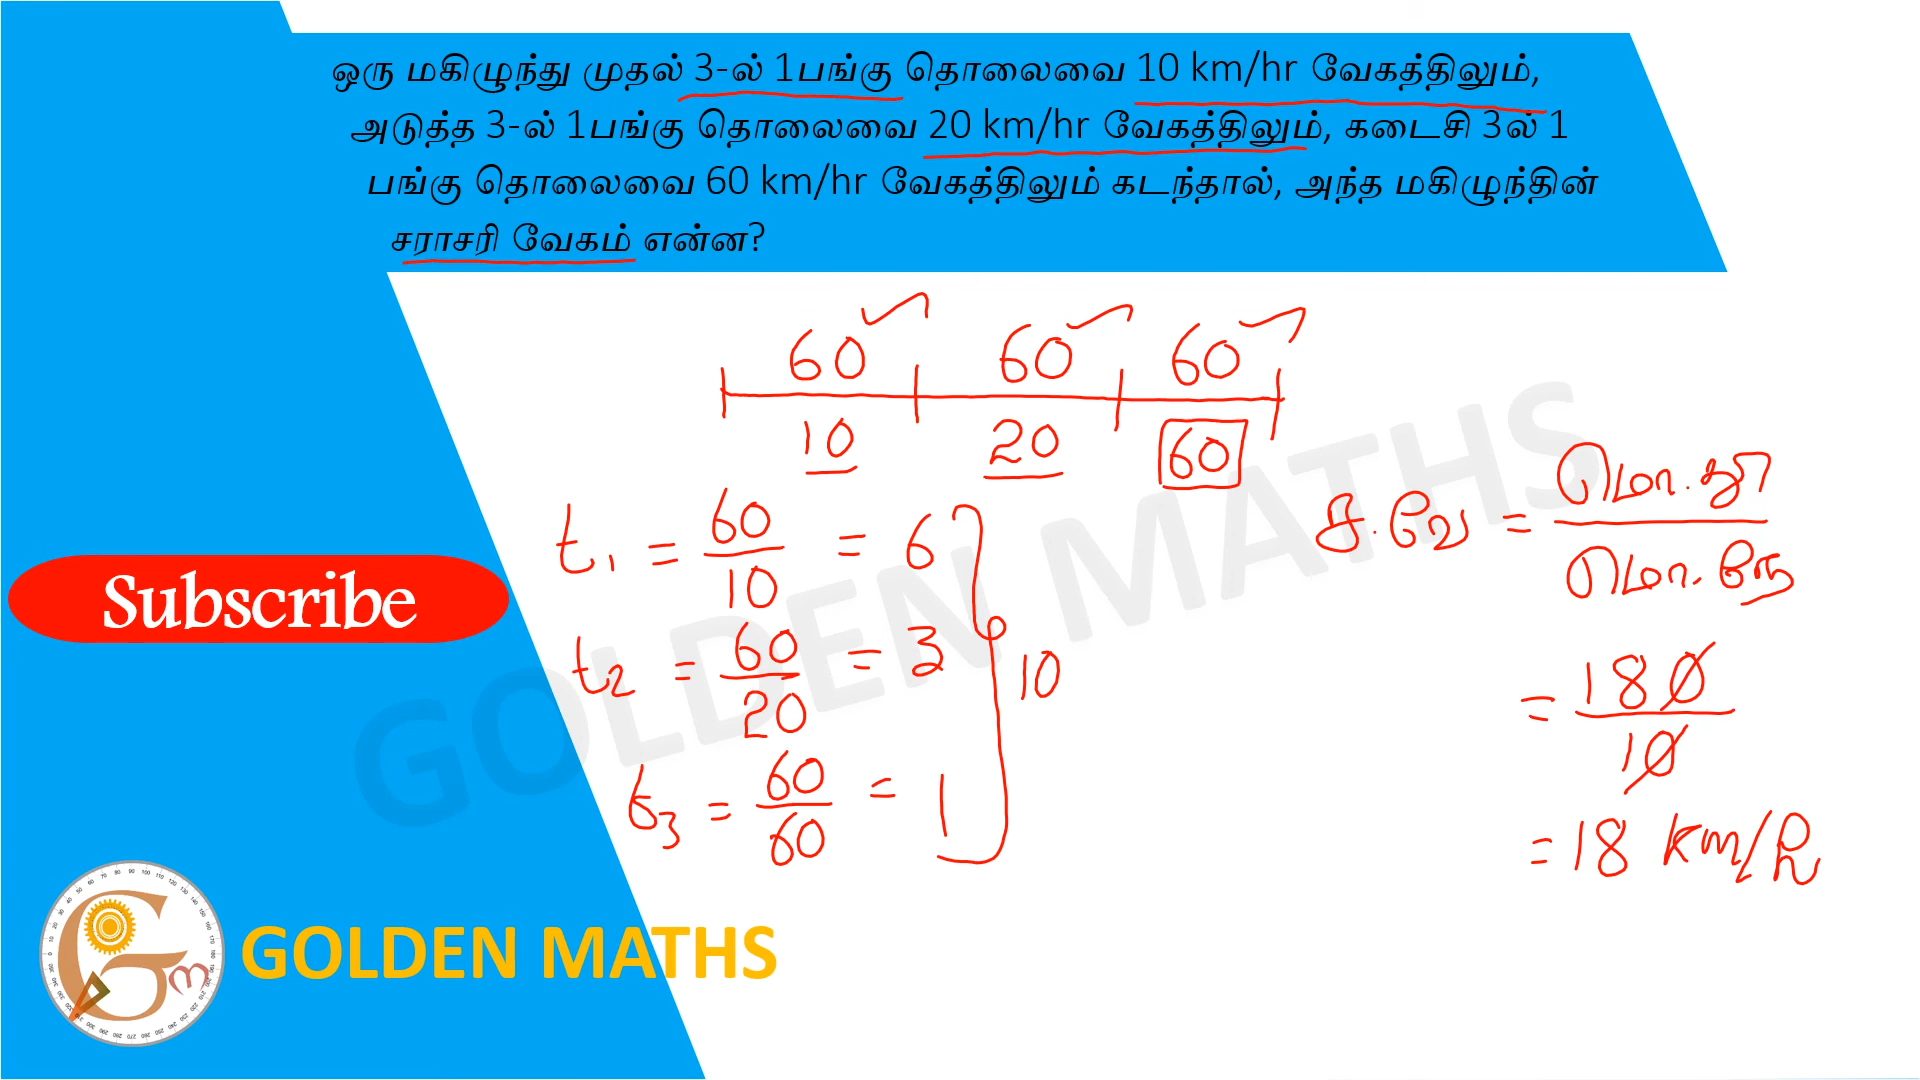 ஒரு மகிழுந்து முதல் 3-ல் 1பங்கு தொலைவை 10 km/hr வேகத்திலும்,
அடுத்த 3-ல் 1பங்கு தொலைவை 20 km/hr வேகத்திலும், கடைசி 3ல் 1
பங்கு தொலைவை 60 km/hr வேகத்திலும் கடந்தால், அந்த மகிழுந்தின்
சராசரி வேகம் என்ன?
60 60 60
10 20 60
t₁ = 60/10 = 6
t₂ = 60/20 = 3
t₃ = 60/60 = 1
10
ச.வே = மொ.தூ / மொ.நே
= 180/10
= 18 Km/h
Subscribe
GOLDEN MATHS
GOLDEN MATHS